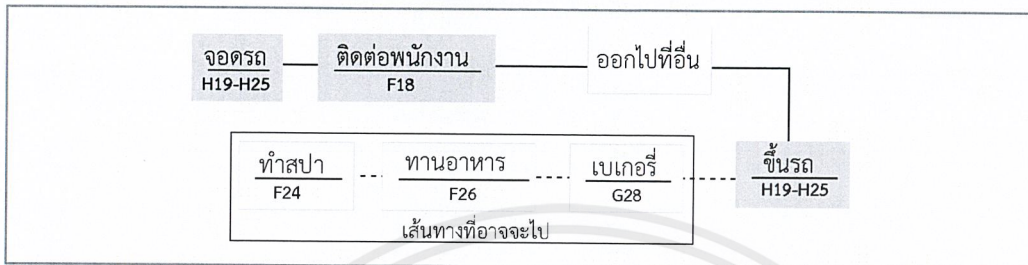 จอดรถ
H19-H25
ติดต่อพนักงาน
F18
ออกไปที่อื่น
ทำสปา
F24
ทานอาหาร
F26
เบเกอรี่
G28
ขึ้นรถ
H19-H25
เส้นทางที่อาจจะไป